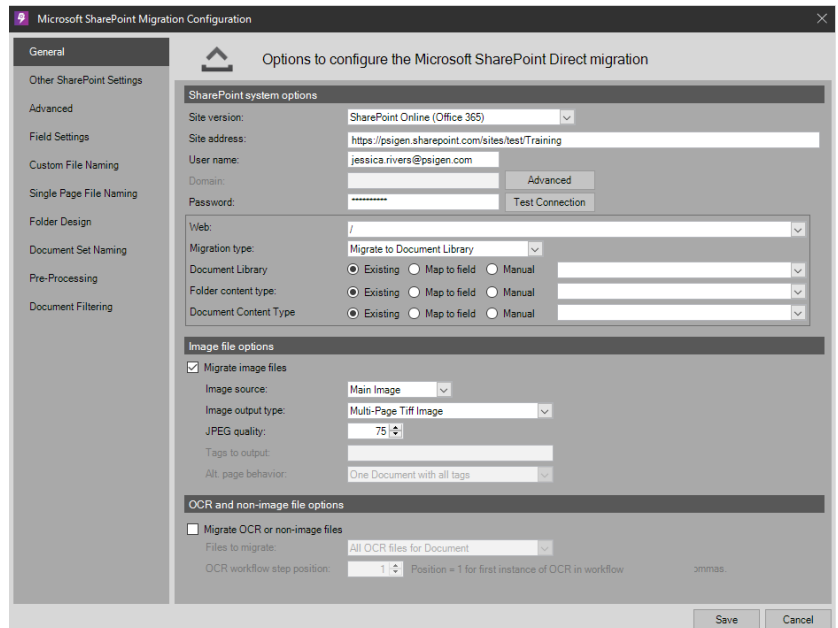 Microsoft SharePoint Migration Configuration
General
Other SharePoint Settings
Advanced
Field Settings
Custom File Naming
Single Page File Naming
Folder Design
Document Set Naming
Pre-Processing
Document Filtering
Options to configure the Microsoft SharePoint Direct migration
SharePoint system options
Site version: SharePoint Online (Office 365)
Site address: https://psigen.sharepoint.com/sites/test/Training
User name: jessica.rivers@psigen.com
Domain: Advanced
Password: ********** Test Connection
Web: /
Migration type: Migrate to Document Library
Document Library Existing Map to field Manual
Folder content type: Existing Map to field Manual
Document Content Type Existing Map to field Manual
Image file options
Migrate image files
Image source: Main Image
Image output type: Multi-Page Tiff Image
JPEG quality: 75
Tags to output:
Alt. page behavior: One Document with all tags
OCR and non-image file options
Migrate OCR or non-image files
Files to migrate: All OCR files for Document
OCR workflow step position: 1 Position = 1 for first instance of OCR in workflow ommas.
Save Cancel